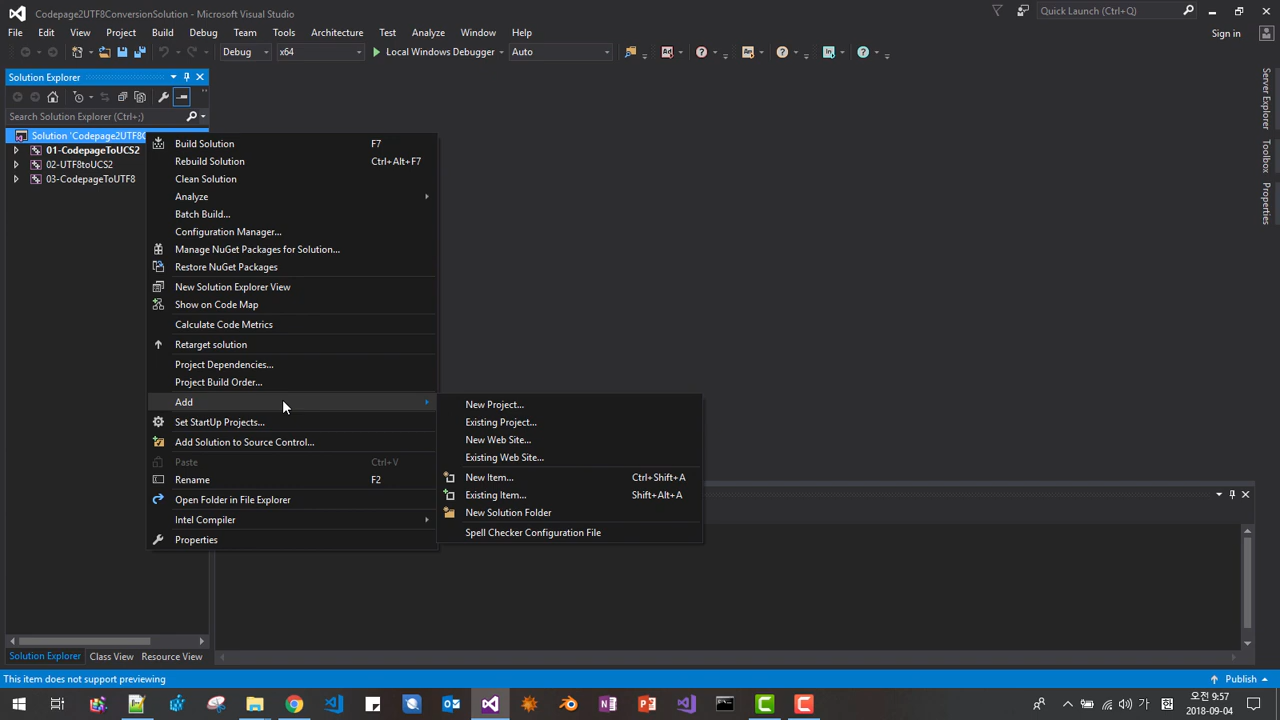 Codepage2UTF8ConversionSolution - Microsoft Visual Studio
Quick Launch (Ctrl+Q)
File Edit View Project Build Debug Team Tools Architecture Test Analyze Window Help
Sign in
Debug x64 Local Windows Debugger Auto
Solution Explorer
Search Solution Explorer (Ctrl+;)
Solution 'Codepage2UTF8C
01-CodepageToUCS2
02-UTF8toUCS2
03-CodepageToUTF8
Build Solution F7
Rebuild Solution Ctrl+Alt+F7
Clean Solution
Analyze
Batch Build...
Configuration Manager...
Manage NuGet Packages for Solution...
Restore NuGet Packages
New Solution Explorer View
Show on Code Map
Calculate Code Metrics
Retarget solution
Project Dependencies...
Project Build Order...
Add
Set StartUp Projects...
Add Solution to Source Control...
Paste Ctrl+V
Rename F2
Open Folder in File Explorer
Intel Compiler
Properties
New Project...
Existing Project...
New Web Site...
Existing Web Site...
New Item... Ctrl+Shift+A
Existing Item... Shift+Alt+A
New Solution Folder
Spell Checker Configuration File
Server Explorer
Toolbox
Properties
Solution Explorer Class View Resource View
This item does not support previewing
Publish
오전 9:57
2018-09-04